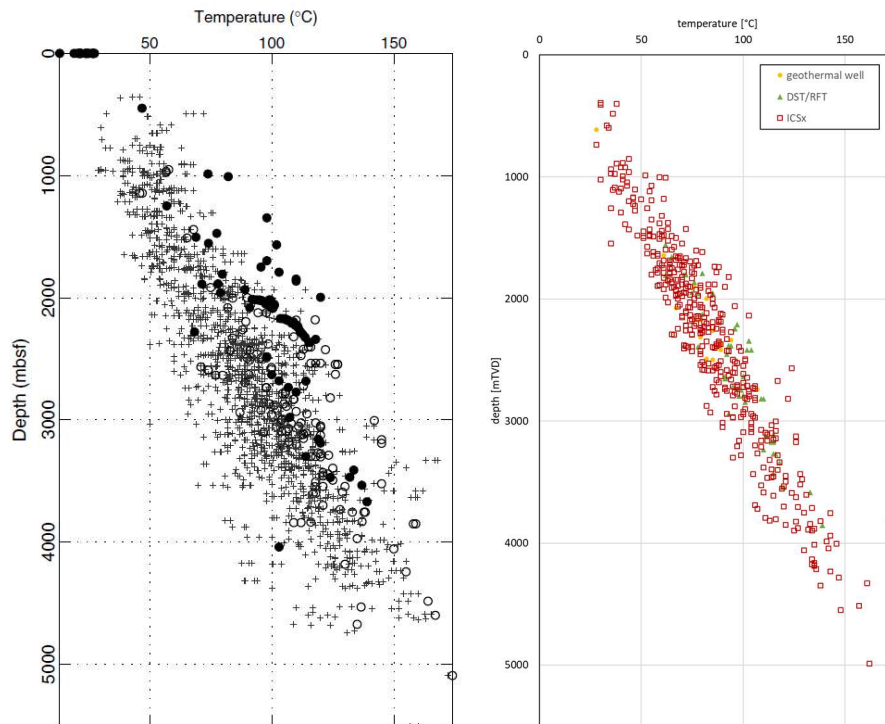 Temperature (°C)
50 100 150
0
1000
2000
3000
4000
5000
Depth (mbsf)
temperature [°C]
0 50 100 150
0
1000
2000
3000
4000
5000
depth [mTVD]
geothermal well
DST/RFT
ICSx